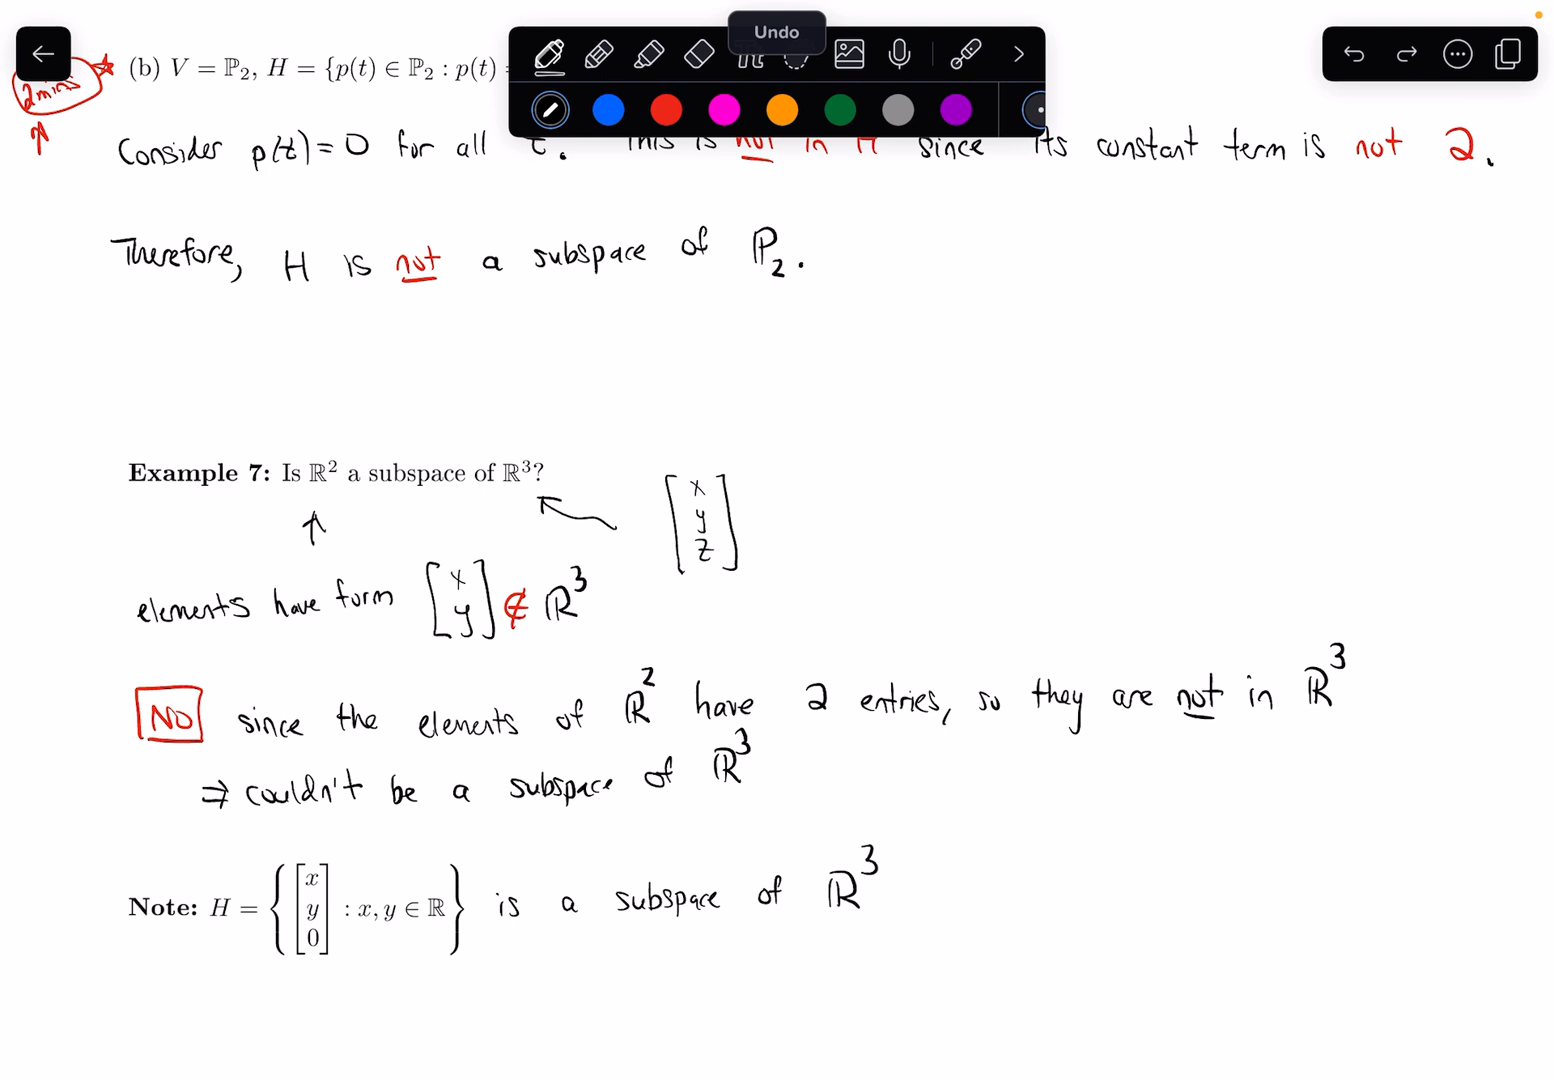 Undo
2 mins
(b) V = ℙ₂, H = {p(t) ∈ ℙ₂ : p(t)
Consider p(t) = 0 for all t. This is not in H since its constant term is not 2.
Therefore, H is not a subspace of ℙ₂.
Example 7: Is ℝ² a subspace of ℝ³?
[x y z]
elements have form [x y] ∉ ℝ³
NO since the elements of ℝ² have 2 entries, so they are not in ℝ³
⇒ couldn't be a subspace of ℝ³
Note: H = { [x y 0] : x, y ∈ ℝ } is a subspace of ℝ³